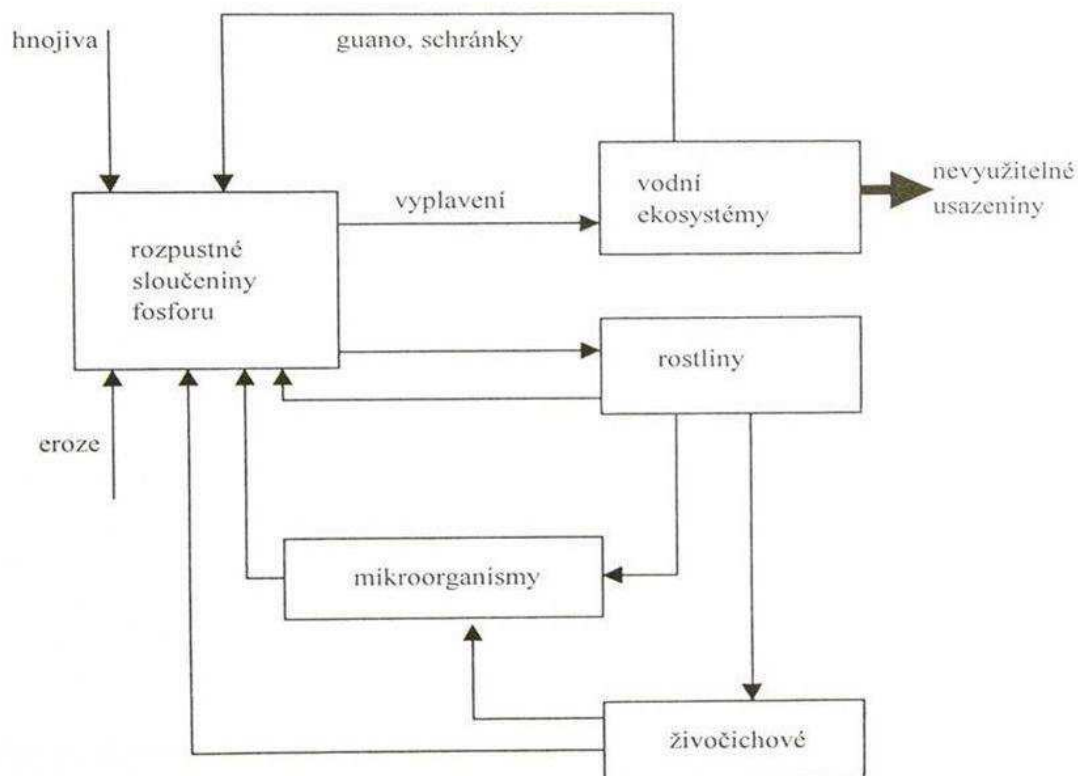 hnojiva
guano, schránky
vodní
ekosystémy
nevyužitelné
usazeniny
vyplavení
rozpustné
sloučeniny
fosforu
rostliny
eroze
mikroorganismy
živočichové